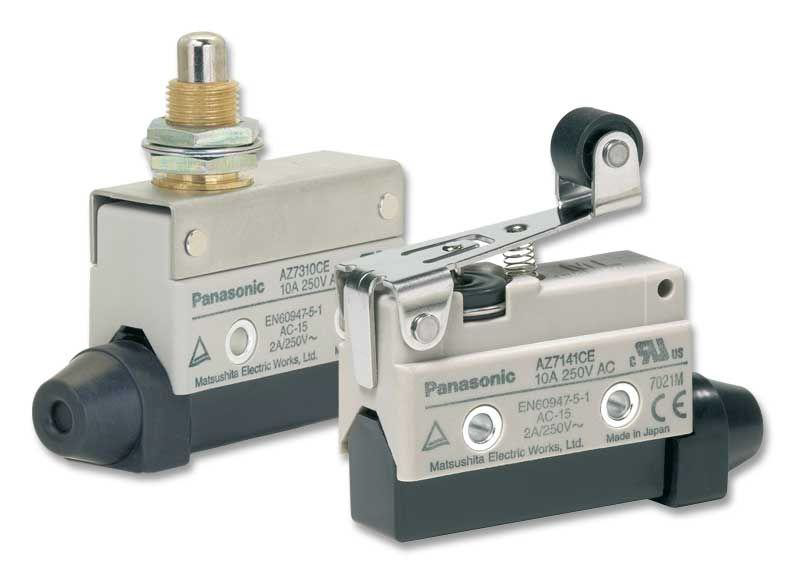 Panasonic
AZ7310CE
10A 250V A
EN60947-5-1
AC-15
2A/250V~
Matsushita Electric Works, Ltd.
Panasonic
AZ7141CE
10A 250V AC
c UR US
7021M
EN60947-5-1
AC-15
2A/250V~
CE
Matsushita Electric Works, Ltd.
Made in Japan